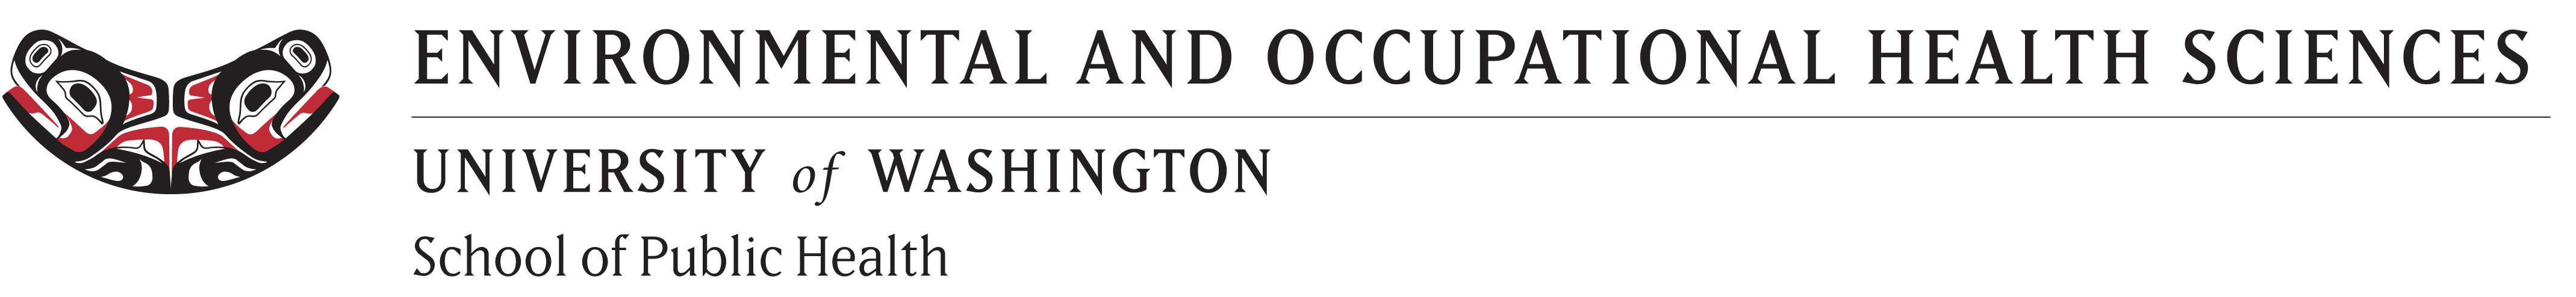 ENVIRONMENTAL AND OCCUPATIONAL HEALTH SCIENCES
UNIVERSITY of WASHINGTON
School of Public Health